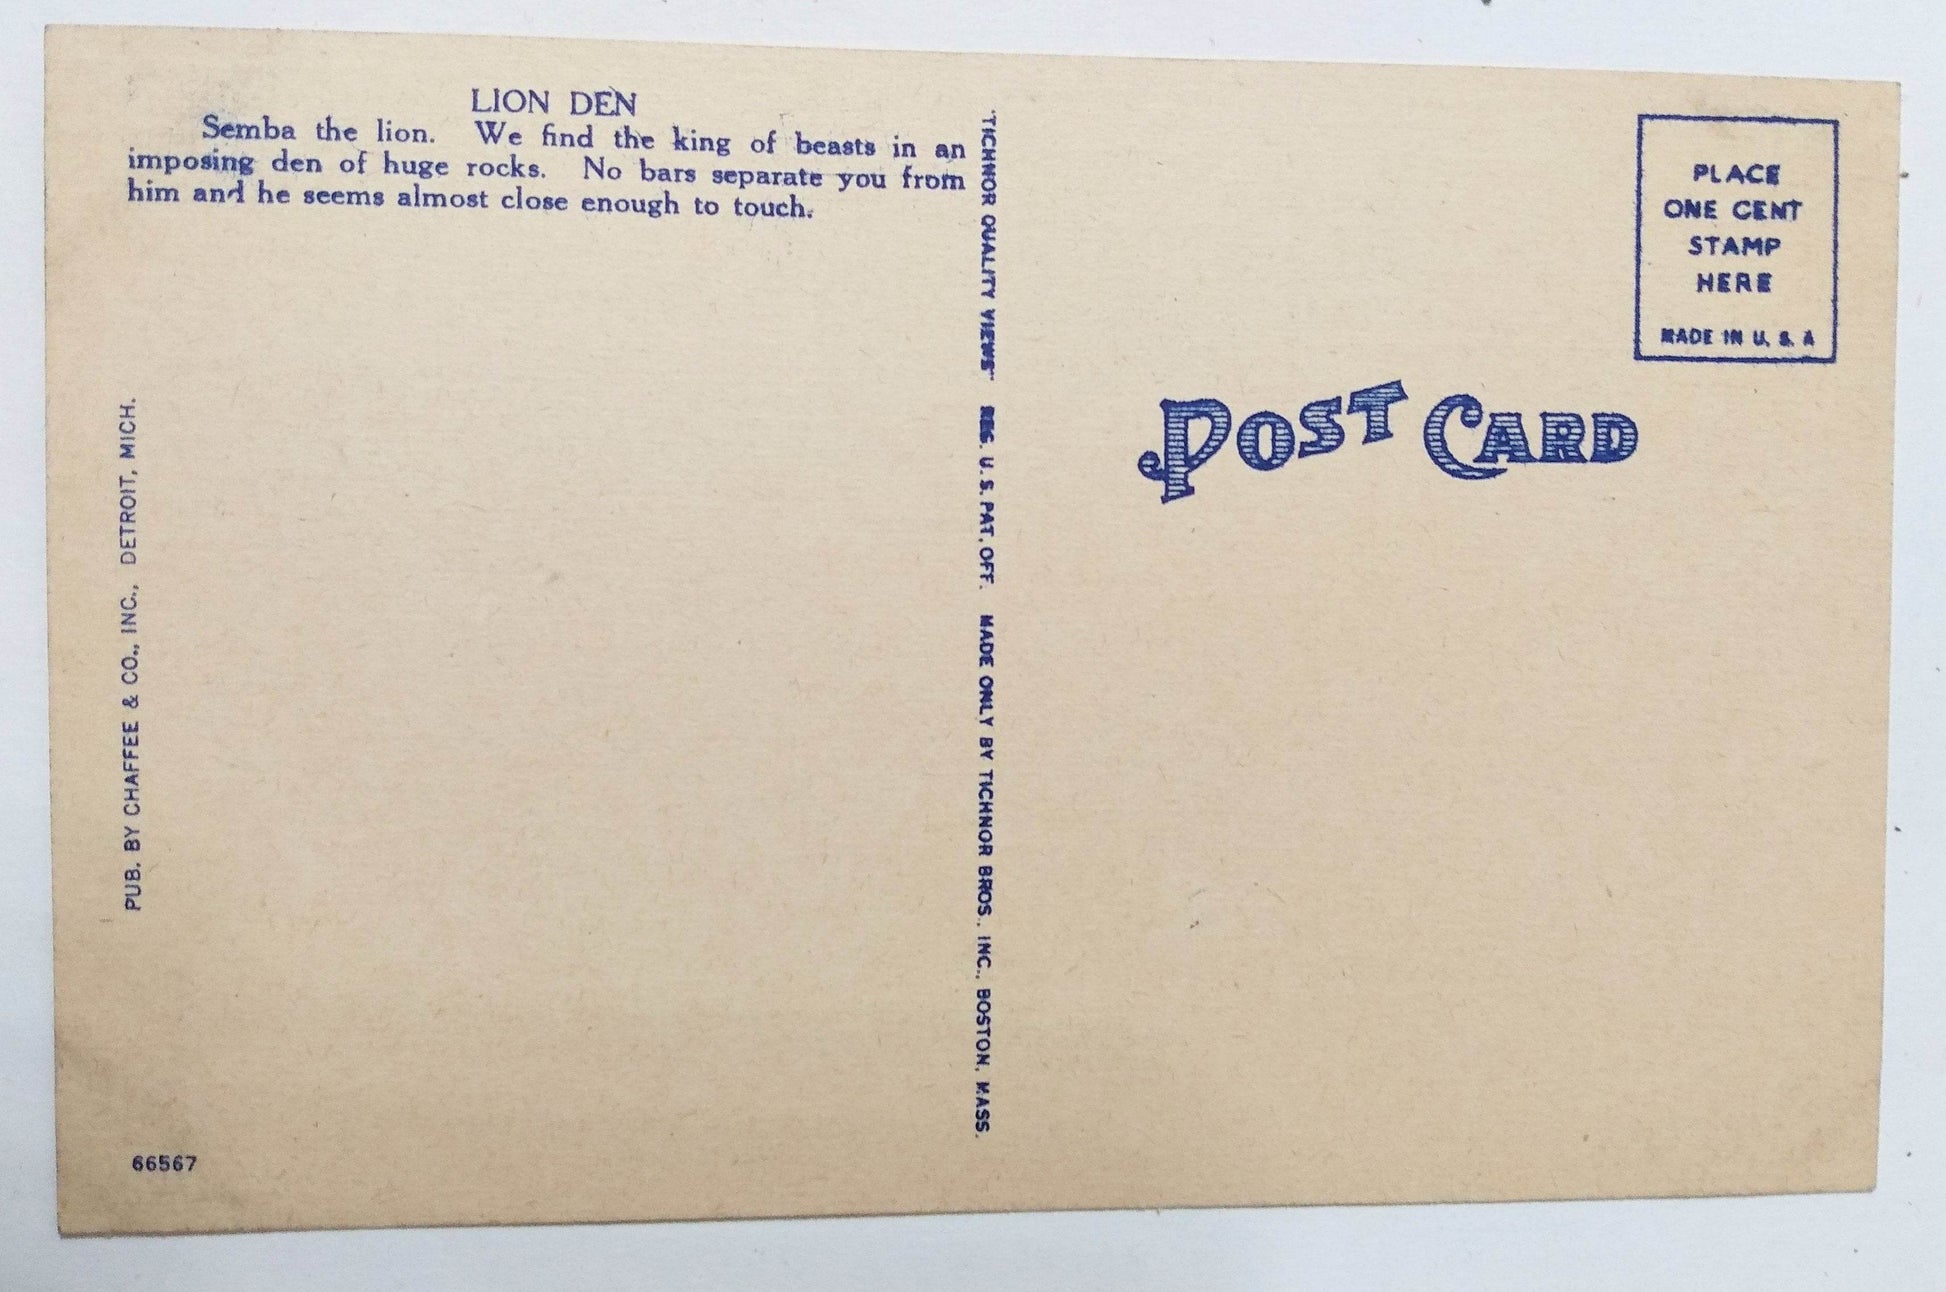 LION DEN
Semba the lion. We find the king of beasts in an
imposing den of huge rocks. No bars separate you from
him and he seems almost close enough to touch.
PUB. BY CHAFFEE & CO., INC., DETROIT, MICH.
66567
"TICHNOR QUALITY VIEWS" REG. U. S. PAT. OFF. MADE ONLY BY TICHNOR BROS., INC., BOSTON, MASS.
PLACE
ONE CENT
STAMP
HERE
MADE IN U. S. A
POST CARD